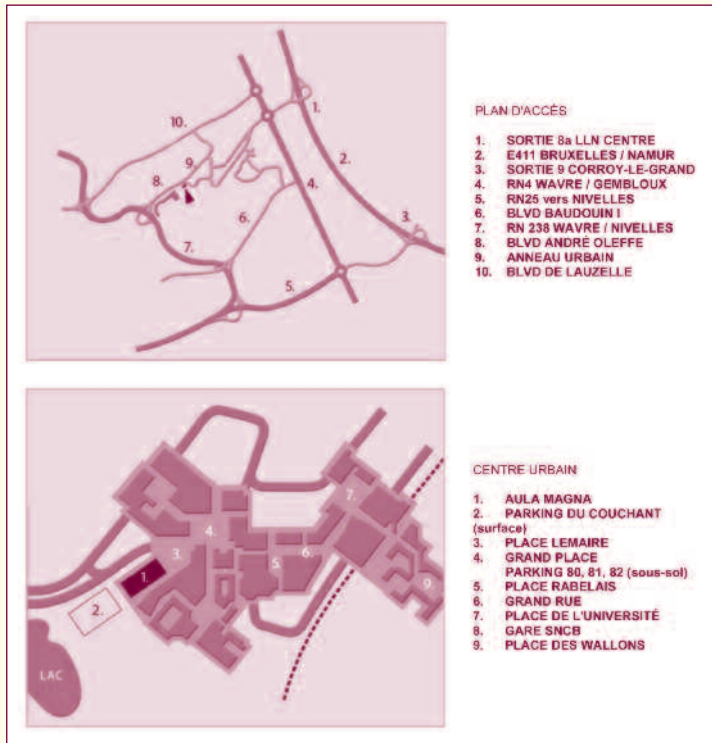 PLAN D'ACCÈS
1. SORTIE 8a LLN CENTRE
2. E411 BRUXELLES / NAMUR
3. SORTIE 9 CORROY-LE-GRAND
4. RN4 WAVRE / GEMBLOUX
5. RN25 vers NIVELLES
6. BLVD BAUDOUIN I
7. RN 238 WAVRE / NIVELLES
8. BLVD ANDRÉ OLEFFE
9. ANNEAU URBAIN
10. BLVD DE LAUZELLE
1.
10.
2.
9.
8.
4.
6.
3.
7.
5.
CENTRE URBAIN
1. AULA MAGNA
2. PARKING DU COUCHANT
(surface)
3. PLACE LEMAIRE
4. GRAND PLACE
PARKING 80, 81, 82 (sous-sol)
5. PLACE RABELAIS
6. GRAND RUE
7. PLACE DE L'UNIVERSITÉ
8. GARE SNCB
9. PLACE DES WALLONS
7.
4.
3.
6.
5.
1.
9
2.
LAC